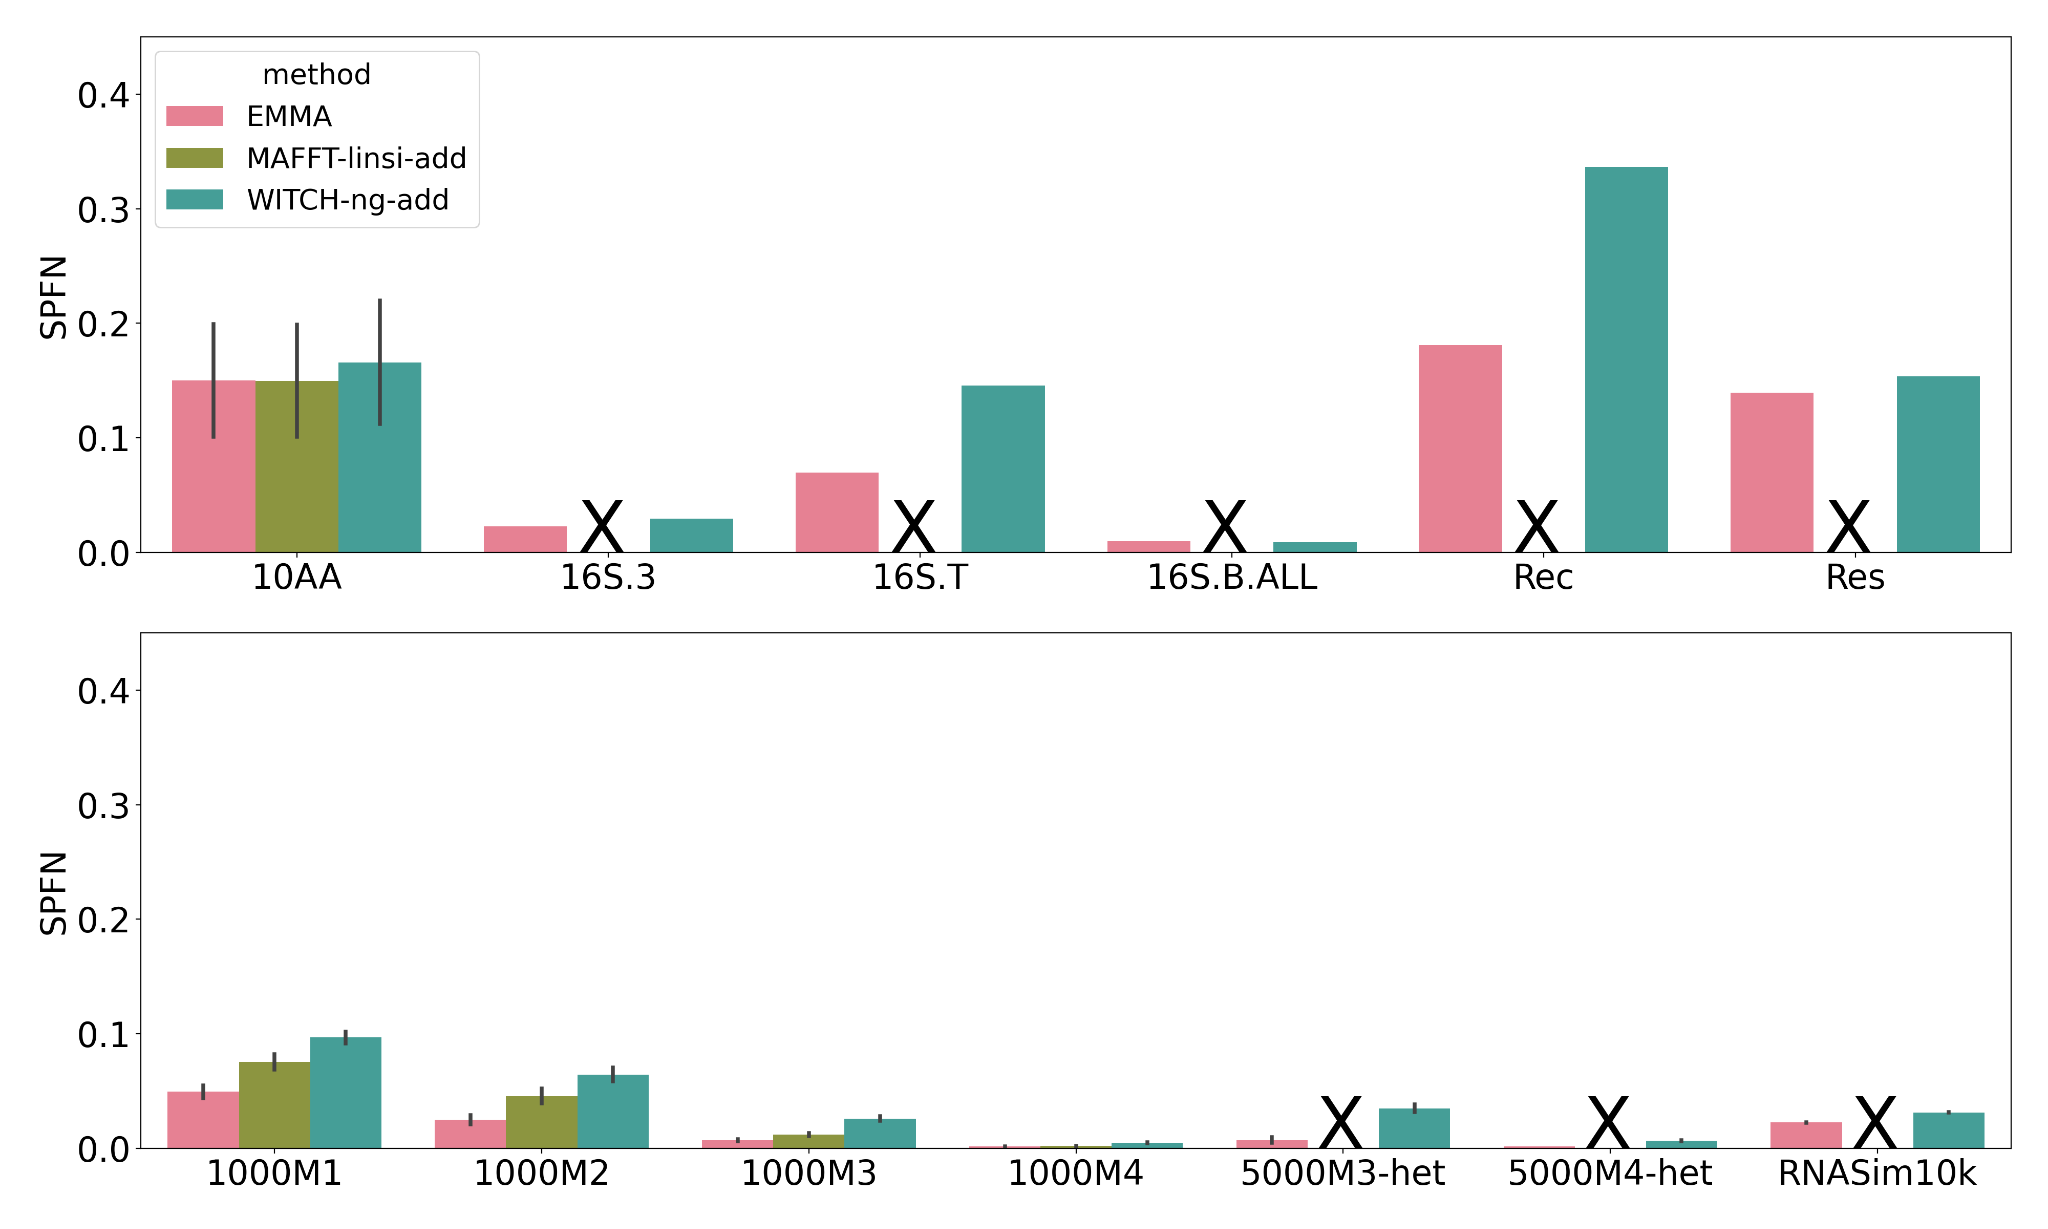 method
EMMA
MAFFT-linsi-add
WITCH-ng-add
SPFN
0.4
0.3
0.2
0.1
0.0
X X X X X
10AA 16S.3 16S.T 16S.B.ALL Rec Res
SPFN
0.4
0.3
0.2
0.1
0.0
X X X
1000M1 1000M2 1000M3 1000M4 5000M3-het 5000M4-het RNASim10k